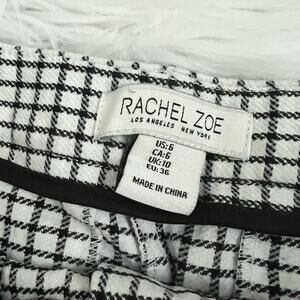 RACHEL ZOE
LOS ANGELES NEW YORK
US: 6
CA: 6
UK: 10
EU: 36
MADE IN CHINA